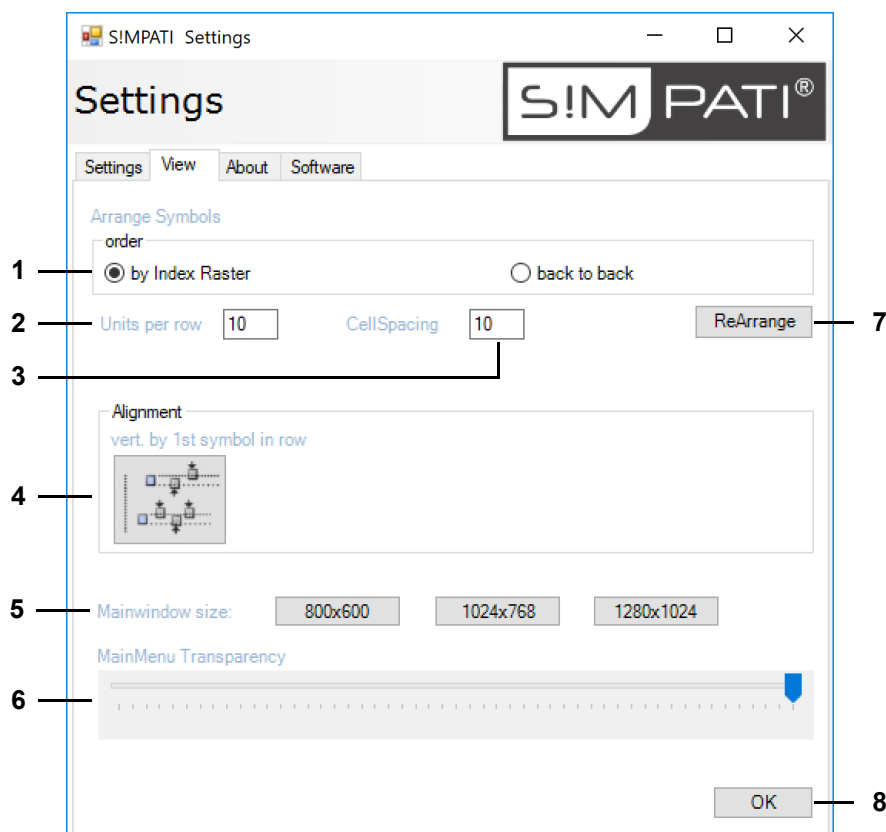 S!MPATI Settings
Settings
S!M PATI®
Settings View About Software
Arrange Symbols
order
1
by Index Raster
back to back
2
Units per row 10
CellSpacing 10
ReArrange
7
3
Alignment
vert. by 1st symbol in row
4
5
Mainwindow size: 800x600 1024x768 1280x1024
MainMenu Transparency
6
OK
8